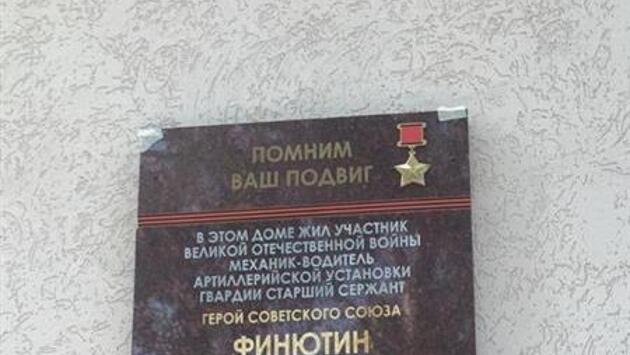 ПОМНИМ
ВАШ ПОДВИГ
В ЭТОМ ДОМЕ ЖИЛ УЧАСТНИК
ВЕЛИКОЙ ОТЕЧЕСТВЕННОЙ ВОЙНЫ
МЕХАНИК-ВОДИТЕЛЬ
АРТИЛЛЕРИЙСКОЙ УСТАНОВКИ
ГВАРДИИ СТАРШИЙ СЕРЖАНТ
ГЕРОЙ СОВЕТСКОГО СОЮЗА
ФИНЮТИН